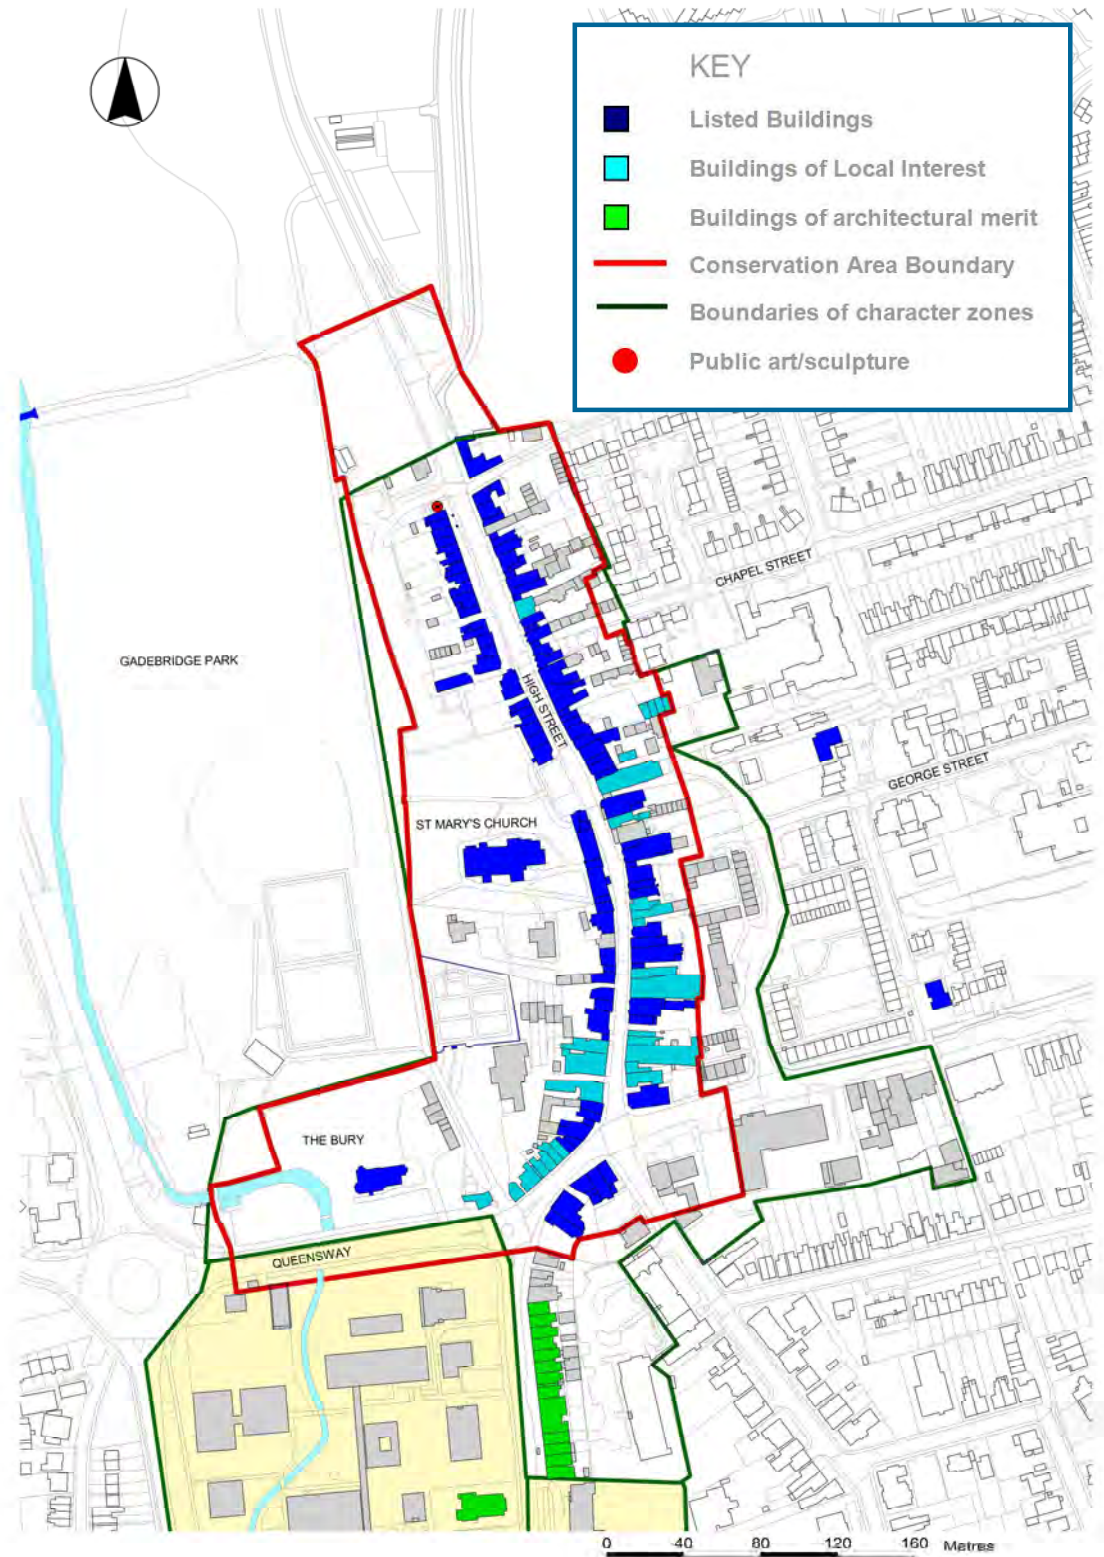 KEY
Listed Buildings
Buildings of Local Interest
Buildings of architectural merit
Conservation Area Boundary
Boundaries of character zones
Public art/sculpture
CHAPEL STREET
GADEBRIDGE PARK
HIGH STREET
GEORGE STREET
ST MARY'S CHURCH
THE BURY
QUEENSWAY
0 40 80 120 160 Metres